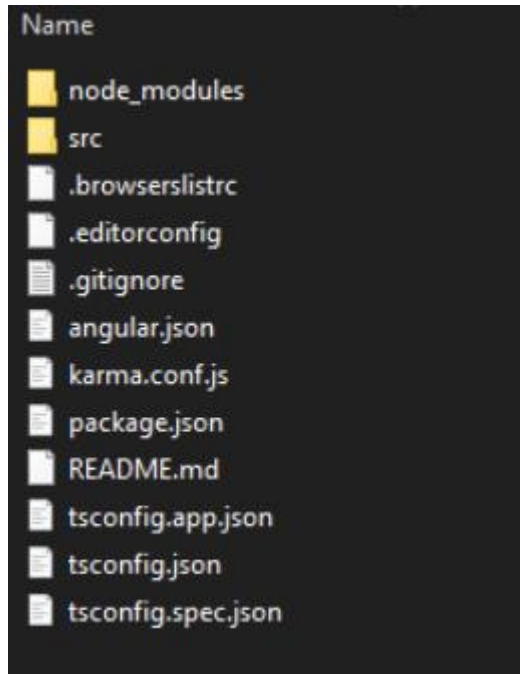 Name
node_modules
src
.browserslistrc
.editorconfig
.gitignore
angular.json
karma.conf.js
package.json
README.md
tsconfig.app.json
tsconfig.json
tsconfig.spec.json